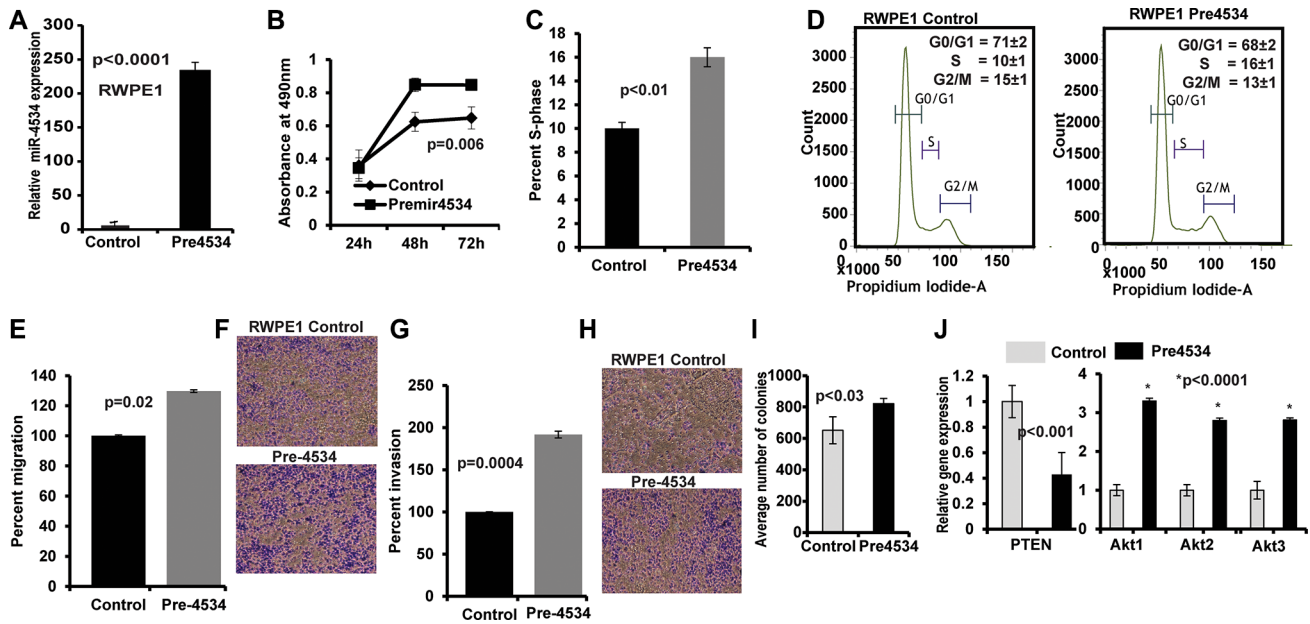 A
Relative miR-4534 expression
300
250
200
150
100
50
0
p<0.0001
RWPE1
Control Pre4534
B
Absorbance at 490nm
1
0.8
0.6
0.4
0.2
0
p=0.006
Control
Premir4534
24h 48h 72h
C
Percent S-phase
18
16
14
12
10
8
6
4
2
0
p<0.01
Control Pre4534
D
RWPE1 Control
Count
3000
2500
2000
1500
1000
500
0
G0/G1 = 71±2
S = 10±1
G2/M = 15±1
G0/G1
S
G2/M
0 50 100 150
x1000
Propidium Iodide-A
RWPE1 Pre4534
Count
3000
2500
2000
1500
1000
500
0
G0/G1 = 68±2
S = 16±1
G2/M = 13±1
G0/G1
S
G2/M
0 50 100 150
x1000
Propidium Iodide-A
E
Percent migration
140
120
100
80
60
40
20
0
p=0.02
Control Pre-4534
F
RWPE1 Control
Pre-4534
G
Percent invasion
250
200
150
100
50
0
p=0.0004
Control Pre-4534
H
RWPE1 Control
Pre-4534
I
Average number of colonies
1000
800
600
400
200
0
p<0.03
Control Pre4534
J
Control Pre4534
Relative gene expression
1.2
1
0.8
0.6
0.4
0.2
0
p<0.001
PTEN
4
3
2
1
0
*p<0.0001
* * *
Akt1 Akt2 Akt3